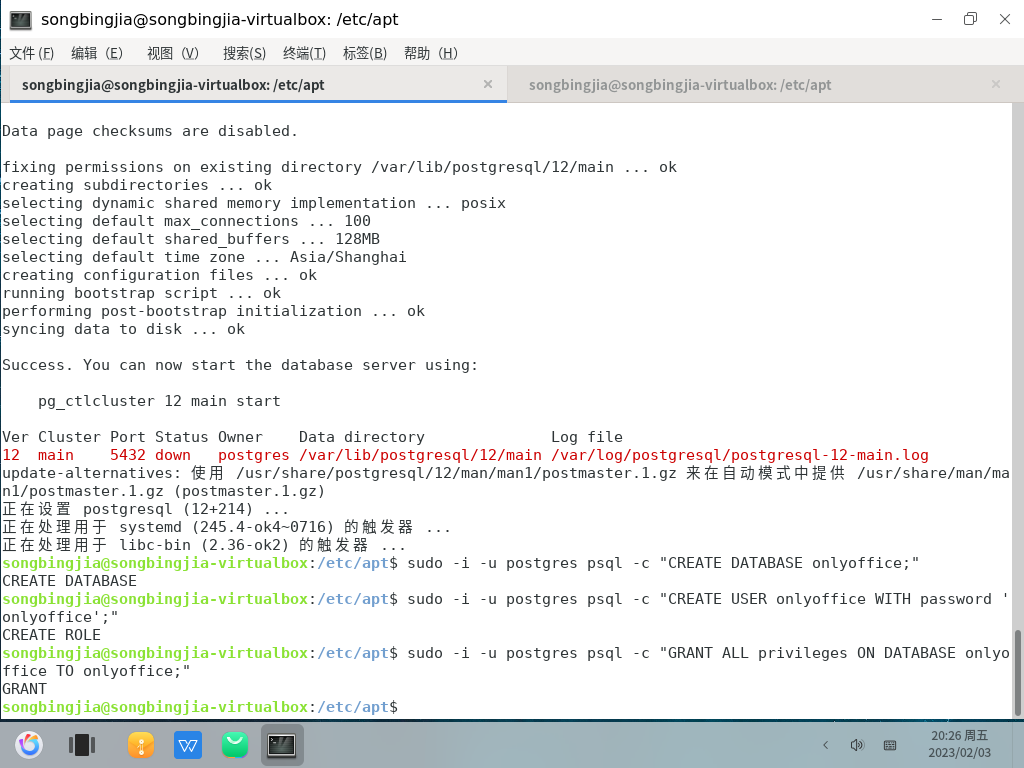 songbingjia@songbingjia-virtualbox: /etc/apt
文件(F) 编辑（E） 视图（V） 搜索(S) 终端(T) 标签(B) 帮助（H）
songbingjia@songbingjia-virtualbox: /etc/apt × songbingjia@songbingjia-virtualbox: /etc/apt ×
Data page checksums are disabled.
fixing permissions on existing directory /var/lib/postgresql/12/main ... ok
creating subdirectories ... ok
selecting dynamic shared memory implementation ... posix
selecting default max_connections ... 100
selecting default shared_buffers ... 128MB
selecting default time zone ... Asia/Shanghai
creating configuration files ... ok
running bootstrap script ... ok
performing post-bootstrap initialization ... ok
syncing data to disk ... ok
Success. You can now start the database server using:
    pg_ctlcluster 12 main start
Ver Cluster Port Status Owner    Data directory              Log file
12  main    5432 down   postgres /var/lib/postgresql/12/main /var/log/postgresql/postgresql-12-main.log
update-alternatives: 使用 /usr/share/postgresql/12/man/man1/postmaster.1.gz 来在自动模式中提供 /usr/share/man/ma
n1/postmaster.1.gz (postmaster.1.gz)
正在设置 postgresql (12+214) ...
正在处理用于 systemd (245.4-ok4~0716) 的触发器 ...
正在处理用于 libc-bin (2.36-ok2) 的触发器 ...
songbingjia@songbingjia-virtualbox:/etc/apt$ sudo -i -u postgres psql -c "CREATE DATABASE onlyoffice;"
CREATE DATABASE
songbingjia@songbingjia-virtualbox:/etc/apt$ sudo -i -u postgres psql -c "CREATE USER onlyoffice WITH password '
onlyoffice';"
CREATE ROLE
songbingjia@songbingjia-virtualbox:/etc/apt$ sudo -i -u postgres psql -c "GRANT ALL privileges ON DATABASE onlyo
ffice TO onlyoffice;"
GRANT
songbingjia@songbingjia-virtualbox:/etc/apt$
20:26 周五
2023/02/03